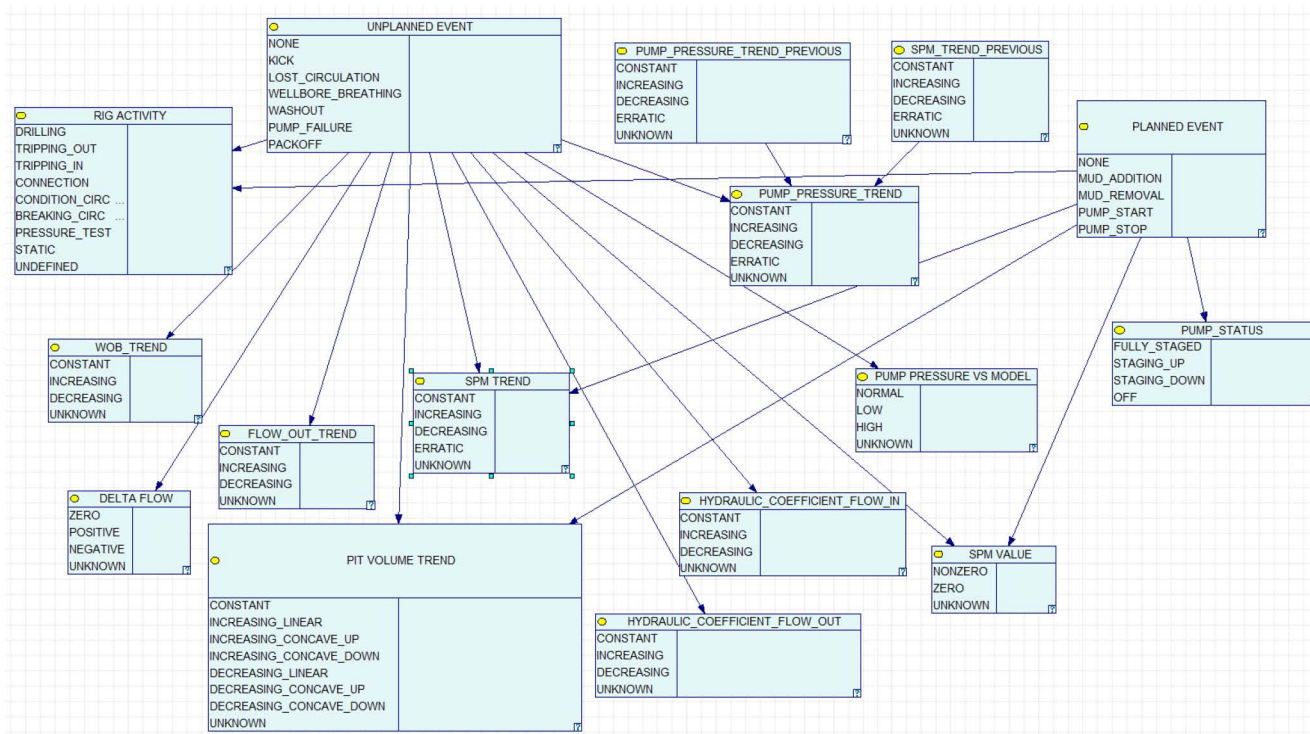 UNPLANNED EVENT
NONE
KICK
LOST_CIRCULATION
WELLBORE_BREATHING
WASHOUT
PUMP_FAILURE
PACKOFF
PUMP_PRESSURE_TREND_PREVIOUS
CONSTANT
INCREASING
DECREASING
ERRATIC
UNKNOWN
SPM_TREND_PREVIOUS
CONSTANT
INCREASING
DECREASING
ERRATIC
UNKNOWN
RIG ACTIVITY
DRILLING
TRIPPING_OUT
TRIPPING_IN
CONNECTION
CONDITION_CIRC ...
BREAKING_CIRC ...
PRESSURE_TEST
STATIC
UNDEFINED
PLANNED EVENT
NONE
MUD_ADDITION
MUD_REMOVAL
PUMP_START
PUMP_STOP
PUMP_PRESSURE_TREND
CONSTANT
INCREASING
DECREASING
ERRATIC
UNKNOWN
PUMP_STATUS
FULLY_STAGED
STAGING_UP
STAGING_DOWN
OFF
WOB_TREND
CONSTANT
INCREASING
DECREASING
UNKNOWN
SPM TREND
CONSTANT
INCREASING
DECREASING
ERRATIC
UNKNOWN
PUMP PRESSURE VS MODEL
NORMAL
LOW
HIGH
UNKNOWN
FLOW_OUT_TREND
CONSTANT
INCREASING
DECREASING
UNKNOWN
DELTA FLOW
ZERO
POSITIVE
NEGATIVE
UNKNOWN
HYDRAULIC_COEFFICIENT_FLOW_IN
CONSTANT
INCREASING
DECREASING
UNKNOWN
PIT VOLUME TREND
CONSTANT
INCREASING_LINEAR
INCREASING_CONCAVE_UP
INCREASING_CONCAVE_DOWN
DECREASING_LINEAR
DECREASING_CONCAVE_UP
DECREASING_CONCAVE_DOWN
UNKNOWN
SPM VALUE
NONZERO
ZERO
UNKNOWN
HYDRAULIC_COEFFICIENT_FLOW_OUT
CONSTANT
INCREASING
DECREASING
UNKNOWN